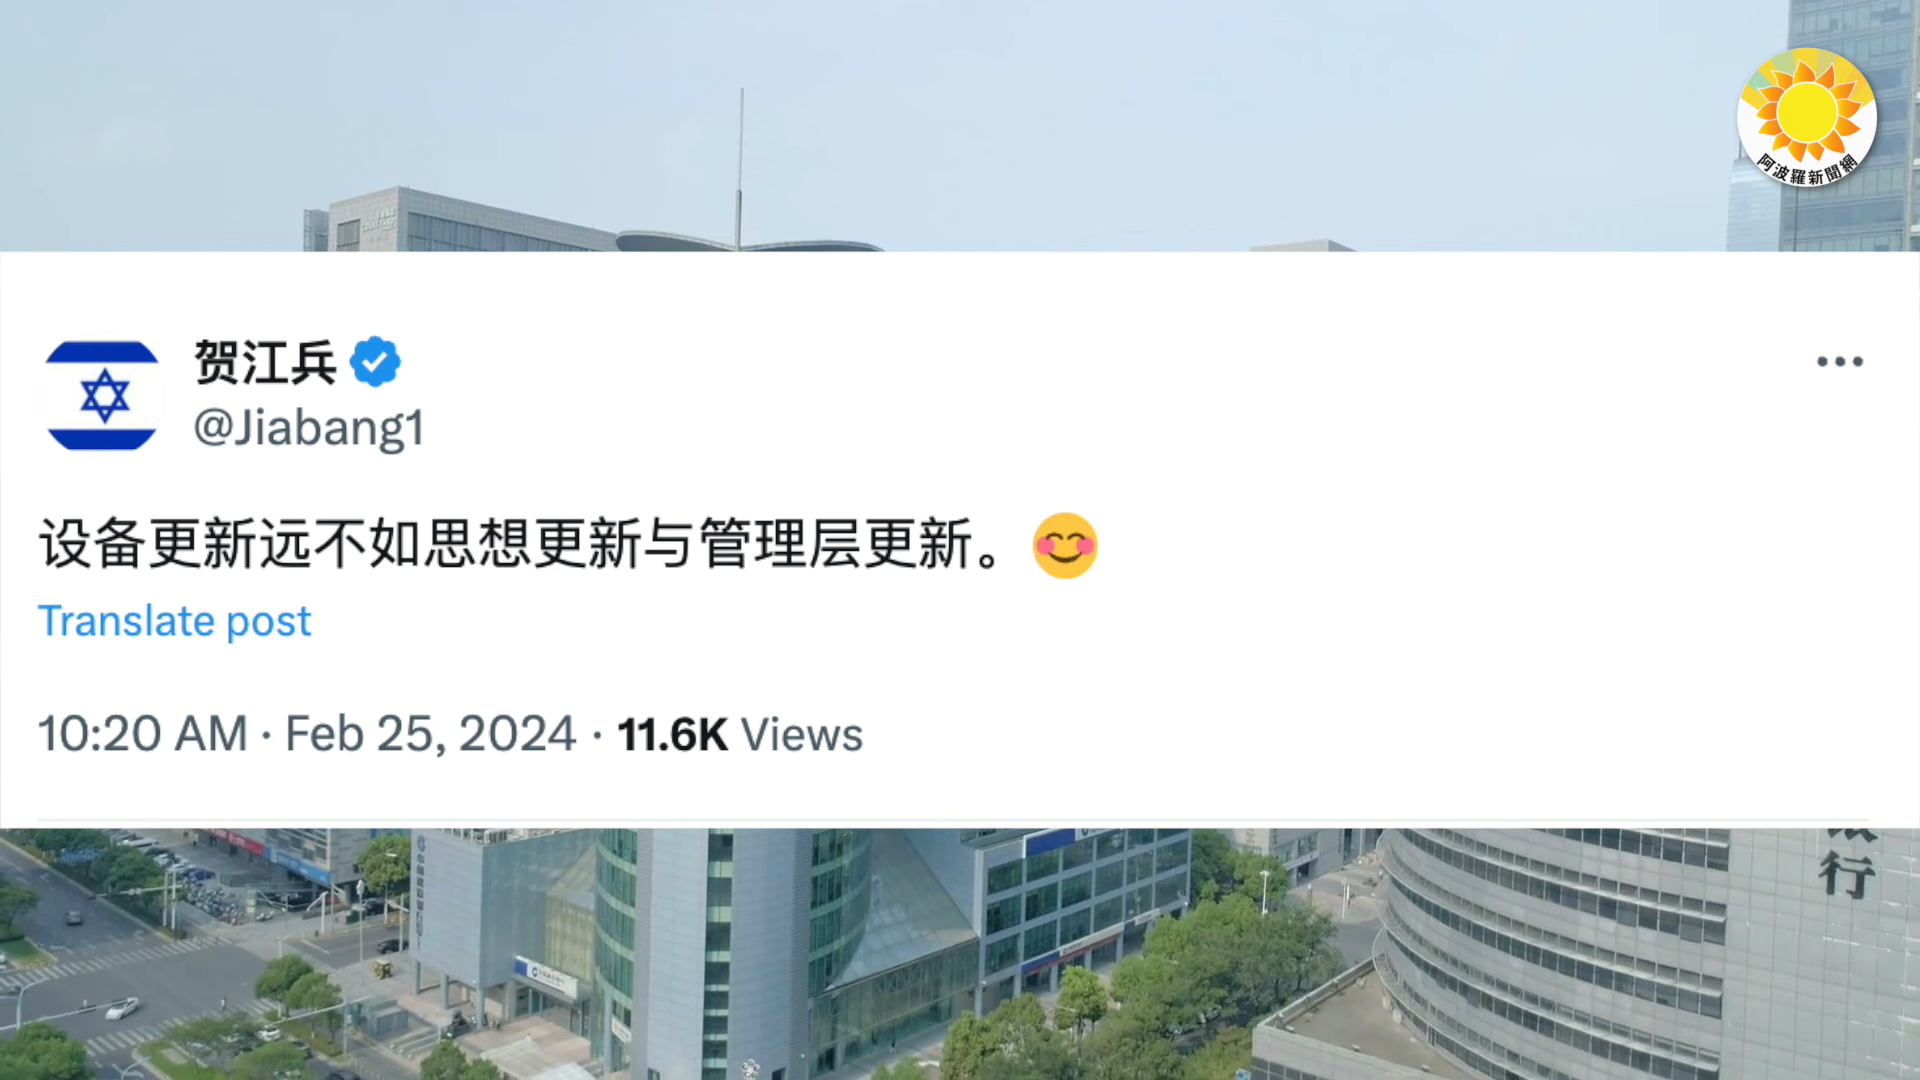 阿波羅新聞網
贺江兵
@Jiabang1
设备更新远不如思想更新与管理层更新。😊
Translate post
10:20 AM · Feb 25, 2024 · 11.6K Views
行